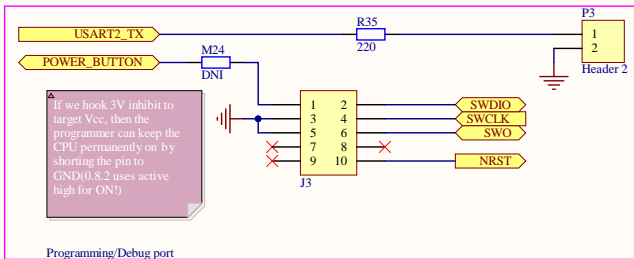 P3
R35
USART2_TX
220
1
2
Header 2
M24
POWER_BUTTON
DNI
If we hook 3V inhibit to
target Vcc, then the
programmer can keep the
CPU permanently on by
shorting the pin to
GND(0.8.2 uses active
high for ON!)
1 2
3 4
5 6
7 8
9 10
J3
SWDIO
SWCLK
SWO
NRST
Programming/Debug port